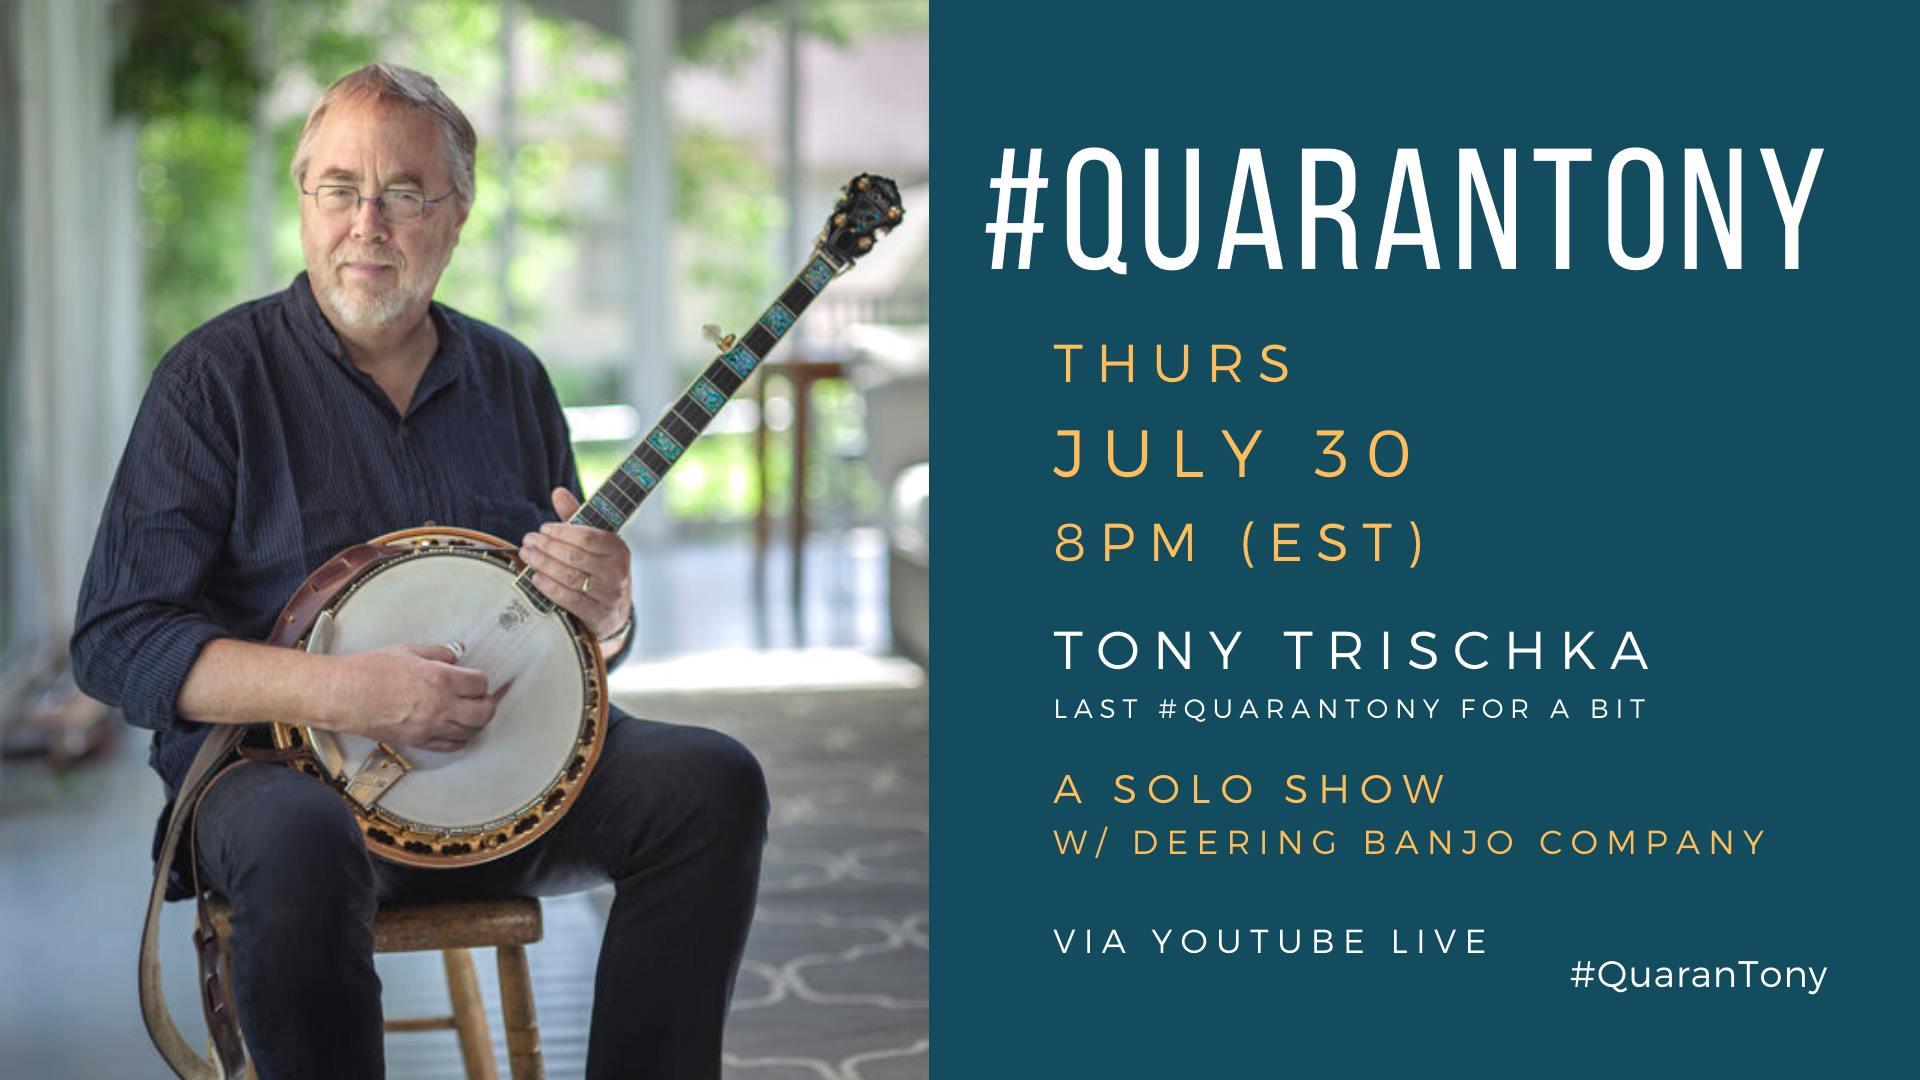 #QUARANTONY
THURS
JULY 30
8PM (EST)
TONY TRISCHKA
LAST #QUARANTONY FOR A BIT
A SOLO SHOW
W/ DEERING BANJO COMPANY
VIA YOUTUBE LIVE
#QuaranTony